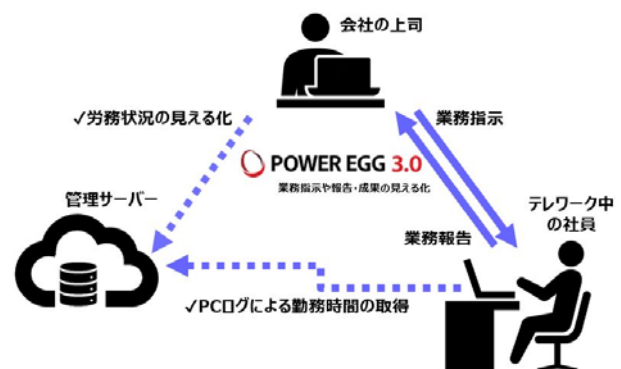 会社の上司
✓労務状況の見える化
業務指示
POWER EGG 3.0
業務指示や報告・成果の見える化
管理サーバー
テレワーク中
の社員
業務報告
✓PCログによる勤務時間の取得